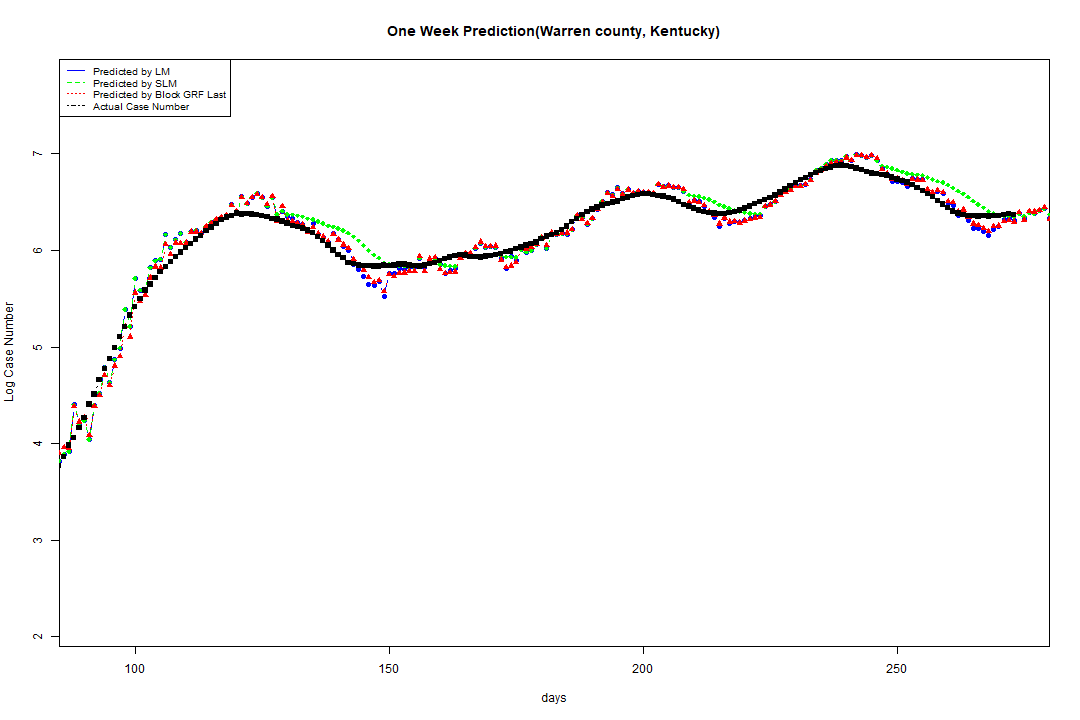 One Week Prediction(Warren county, Kentucky)
Predicted by LM
Predicted by SLM
Predicted by Block GRF Last
Actual Case Number
7
6
5
4
3
2
Log Case Number
100 150 200 250
days